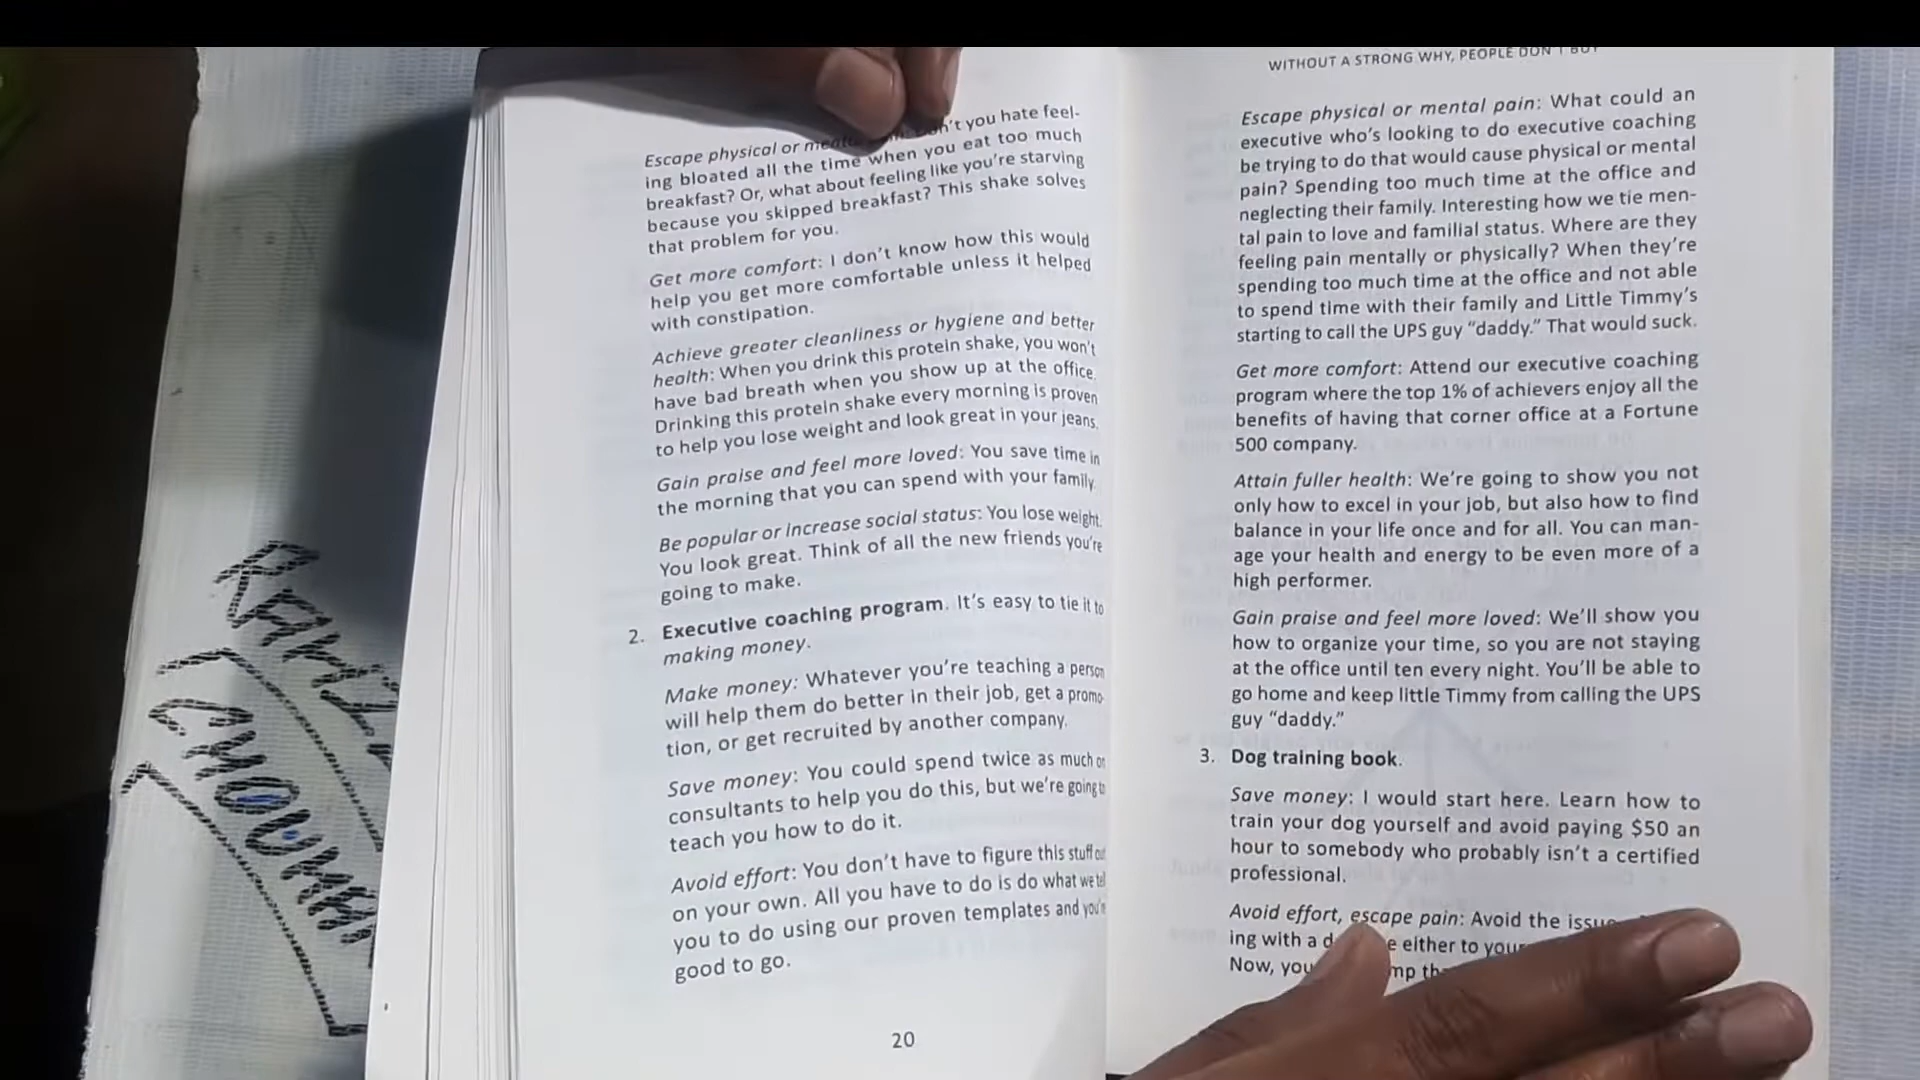 Escape physical or n't you hate feel-
ing bloated all the time when you eat too much
breakfast? Or, what about feeling like you're starving
because you skipped breakfast? This shake solves
that problem for you.
Get more comfort: I don't know how this would
help you get more comfortable unless it helped
with constipation.
Achieve greater cleanliness or hygiene and better
health: When you drink this protein shake, you won't
have bad breath when you show up at the office.
Drinking this protein shake every morning is proven
to help you lose weight and look great in your jeans.
Gain praise and feel more loved: You save time in
the morning that you can spend with your family.
Be popular or increase social status: You lose weight.
You look great. Think of all the new friends you're
going to make.
2. Executive coaching program. It's easy to tie it to
making money.
Make money: Whatever you're teaching a person
will help them do better in their job, get a promo-
tion, or get recruited by another company.
Save money: You could spend twice as much on
consultants to help you do this, but we're going to
teach you how to do it.
Avoid effort: You don't have to figure this stuff out
on your own. All you have to do is do what we tell
you to do using our proven templates and you're
good to go.
20
WITHOUT A STRONG WHY, PEOPLE DON'T BUY
Escape physical or mental pain: What could an
executive who's looking to do executive coaching
be trying to do that would cause physical or mental
pain? Spending too much time at the office and
neglecting their family. Interesting how we tie men-
tal pain to love and familial status. Where are they
feeling pain mentally or physically? When they're
spending too much time at the office and not able
to spend time with their family and Little Timmy's
starting to call the UPS guy "daddy." That would suck.
Get more comfort: Attend our executive coaching
program where the top 1% of achievers enjoy all the
benefits of having that corner office at a Fortune
500 company.
Attain fuller health: We're going to show you not
only how to excel in your job, but also how to find
balance in your life once and for all. You can man-
age your health and energy to be even more of a
high performer.
Gain praise and feel more loved: We'll show you
how to organize your time, so you are not staying
at the office until ten every night. You'll be able to
go home and keep little Timmy from calling the UPS
guy "daddy."
3. Dog training book.
Save money: I would start here. Learn how to
train your dog yourself and avoid paying $50 an
hour to somebody who probably isn't a certified
professional.
Avoid effort, escape pain: Avoid the
ing with a either to
Now,